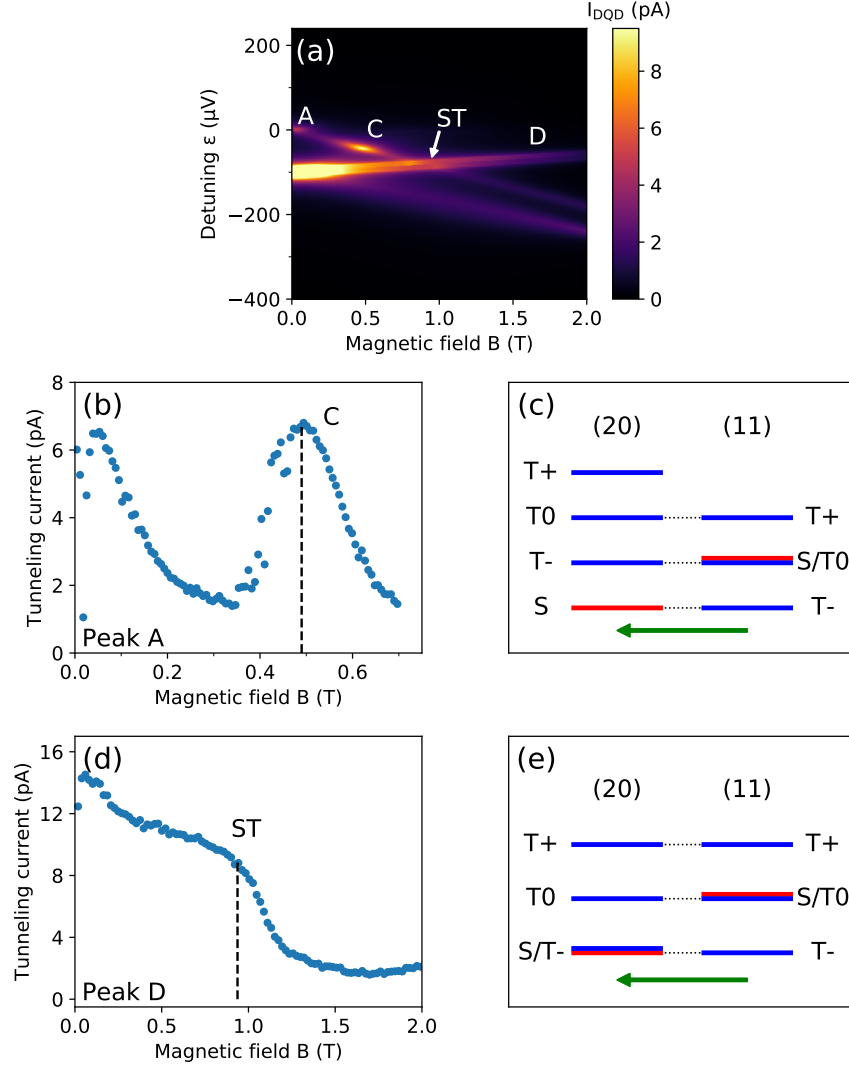 I_DQD (pA)
(a)
200
0
−200
−400
Detuning ε (μV)
A
C
ST
D
8
6
4
2
0
0.0 0.5 1.0 1.5 2.0
Magnetic field B (T)
(b)
C
8
6
4
2
0
Tunneling current (pA)
Peak A
0.0 0.2 0.4 0.6
Magnetic field B (T)
(c)
(20) (11)
T+
T0 T+
T- S/T0
S T-
(d)
ST
16
12
8
4
0
Tunneling current (pA)
Peak D
0.0 0.5 1.0 1.5 2.0
Magnetic field B (T)
(e)
(20) (11)
T+ T+
T0 S/T0
S/T- T-